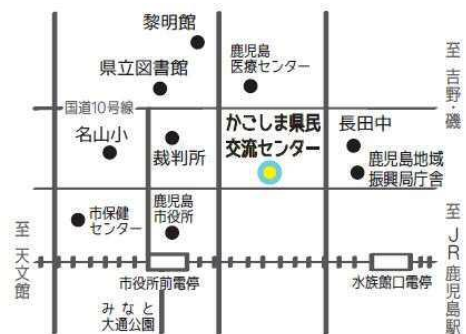 黎明館
県立図書館
鹿児島
医療センター
至
吉野・磯
国道10号線
名山小
裁判所
かごしま県民
交流センター
長田中
鹿児島地域
振興局庁舎
市保健
センター
鹿児島
市役所
至
天文館
至
JR鹿児島駅
市役所前電停
水族館口電停
みなと
大通公園